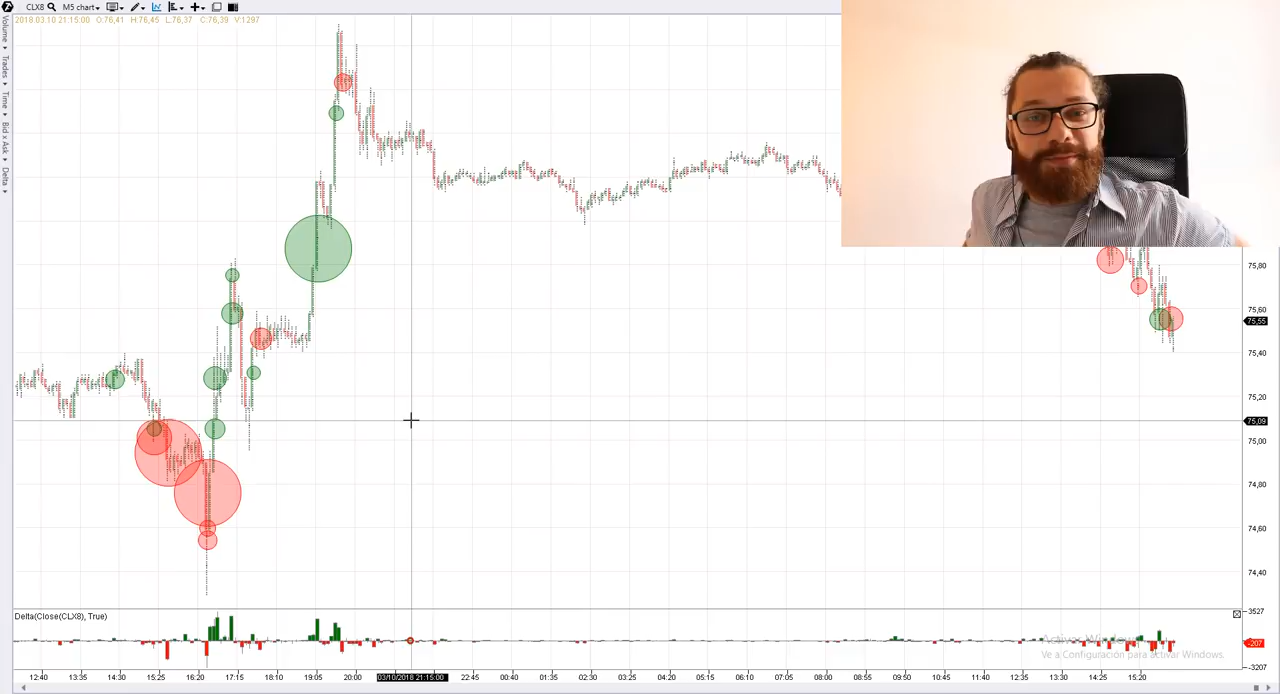 CLX8 M5 chart
2018.03.10 21:15:00 O:76,41 H:76,45 L:76,37 C:76,39 V:1297
Volume
Trades
Time
Bid x Ask
Delta
75,80
75,60
75,55
75,40
75,20
75,09
75,00
74,80
74,60
74,40
Delta(Close(CLX8), True)
3527
-207
-3207
Activar Windows
Ve a Configuración para activar Windows.
12:40 13:35 14:30 15:25 16:20 17:15 18:10 19:05 20:00 03/10/2018 21:15:00 22:45 00:40 01:35 02:30 03:25 04:20 05:15 06:10 07:05 08:00 08:55 09:50 10:45 11:40 12:35 13:30 14:25 15:20